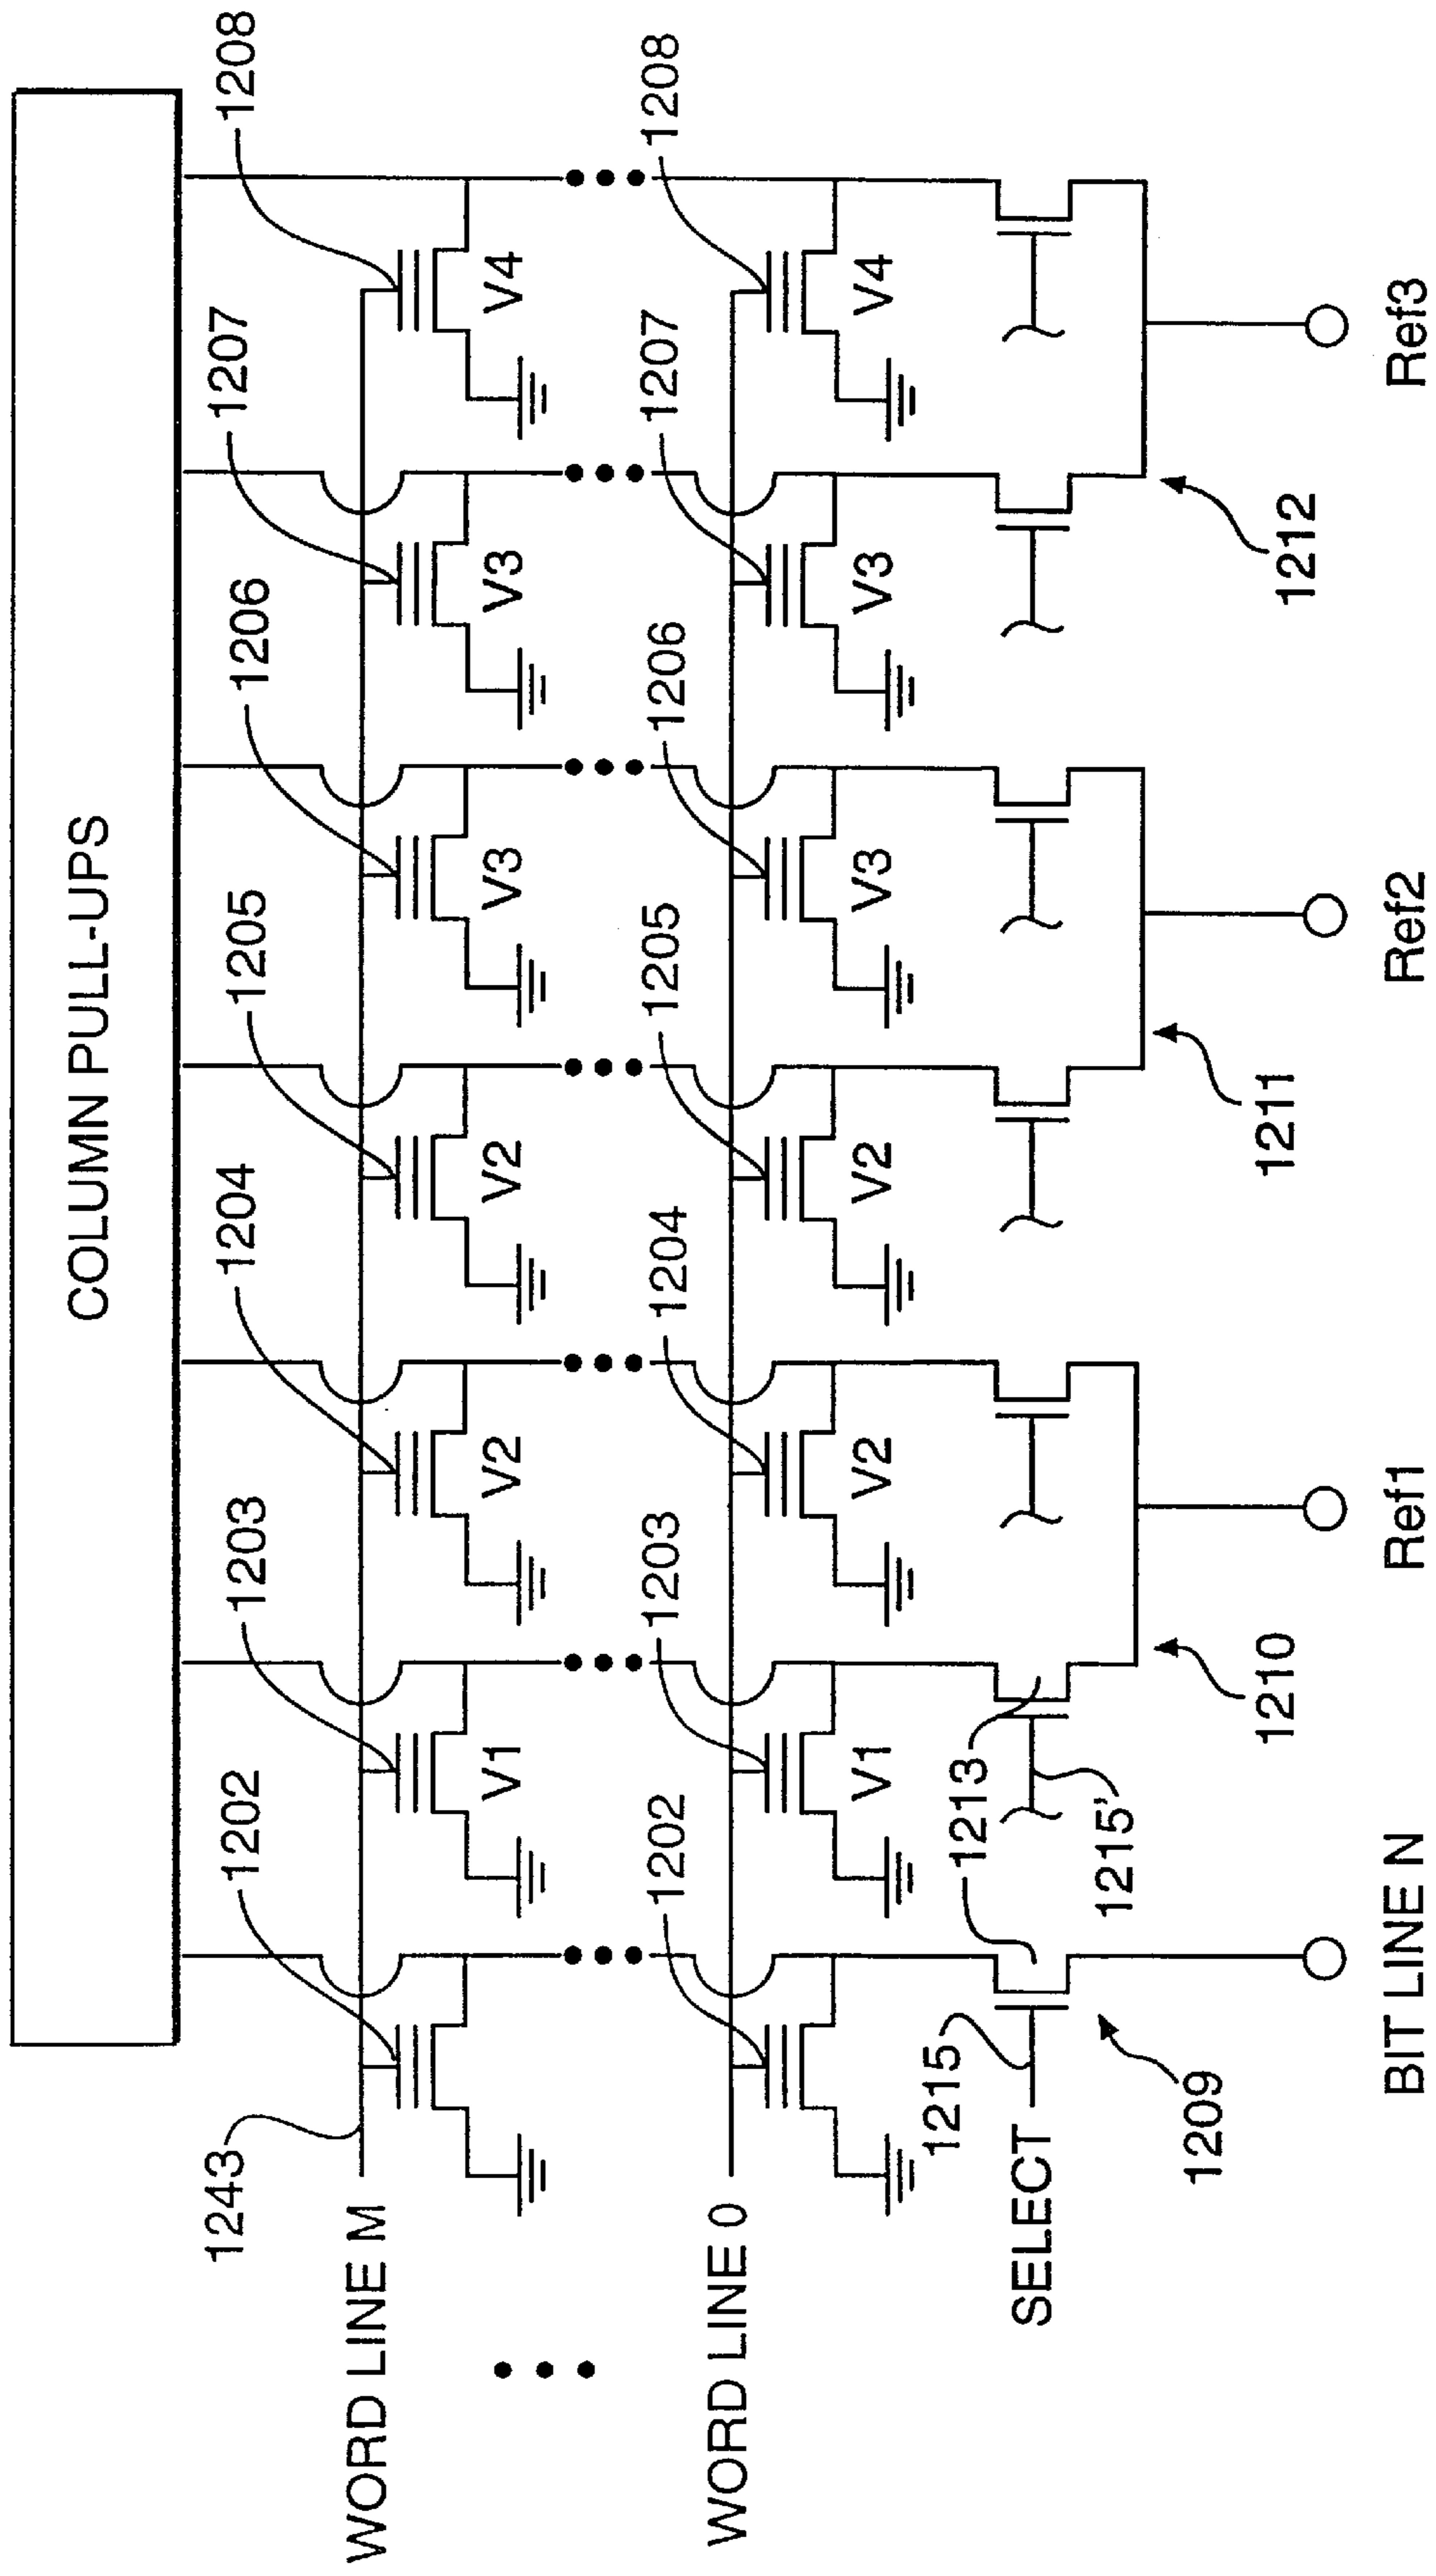 COLUMN PULL-UPS
1243
1202
1203
1204
1205
1206
1207
1208
WORD LINE M
V1
V2
V2
V3
V3
V4
1202
1203
1204
1205
1206
1207
1208
WORD LINE 0
V1
V2
V2
V3
V3
V4
1215
1213
SELECT
1215'
1209
1210
1211
1212
BIT LINE N
Ref1
Ref2
Ref3